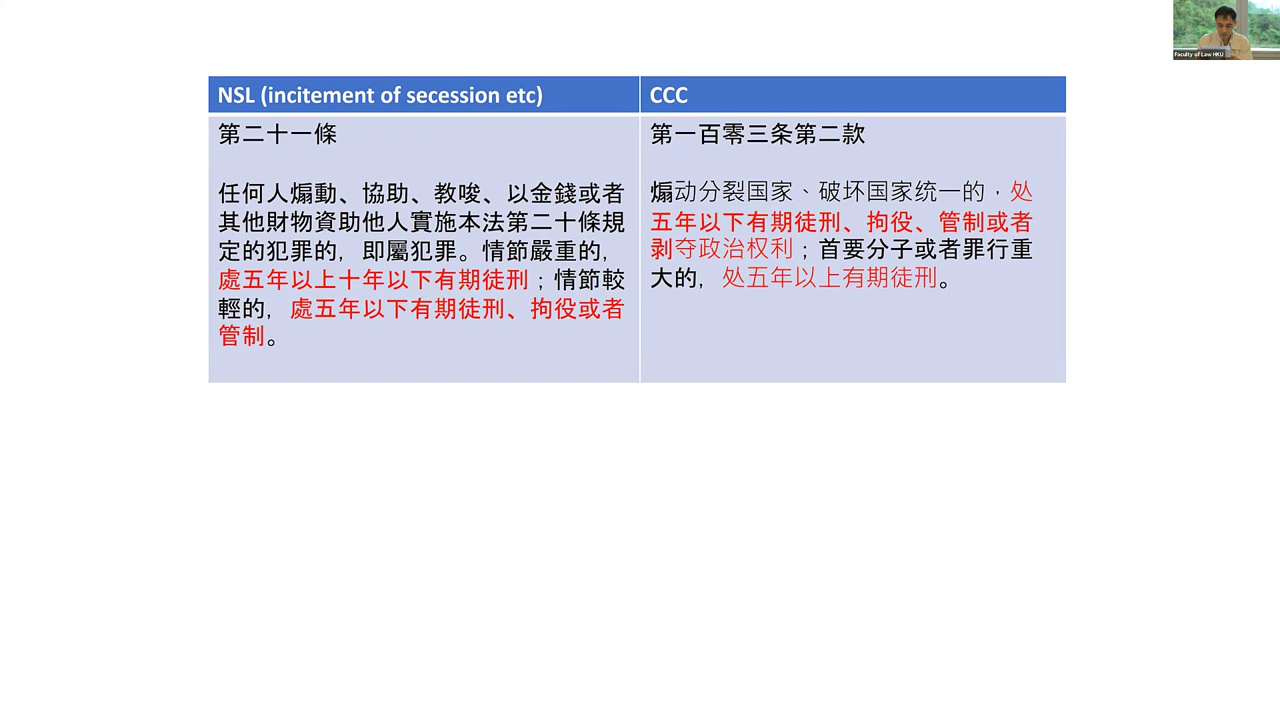 Faculty of Law HKU
NSL (incitement of secession etc)
CCC
第二十一條
任何人煽動、協助、教唆、以金錢或者
其他財物資助他人實施本法第二十條規
定的犯罪的，即屬犯罪。情節嚴重的，
處五年以上十年以下有期徒刑；情節較
輕的，處五年以下有期徒刑、拘役或者
管制。
第一百零三条第二款
煽动分裂国家、破坏国家统一的，处
五年以下有期徒刑、拘役、管制或者
剥夺政治权利；首要分子或者罪行重
大的，处五年以上有期徒刑。